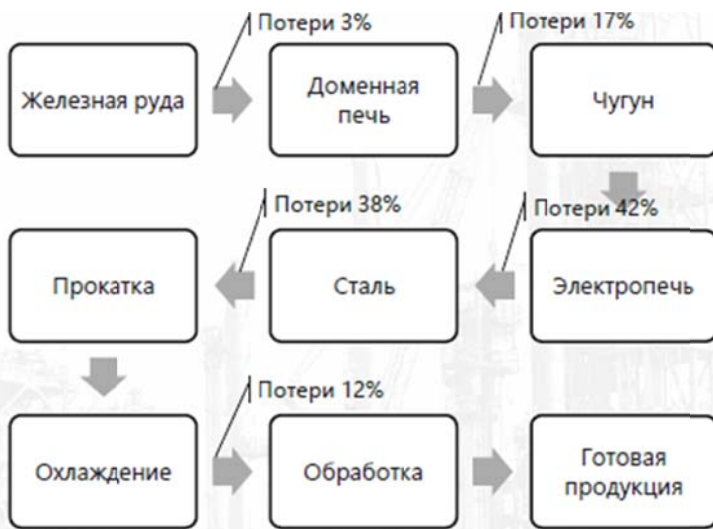 Потери 3%
Потери 17%
Железная руда
Доменная
печь
Чугун
Потери 38%
Потери 42%
Прокатка
Сталь
Электропечь
Потери 12%
Охлаждение
Обработка
Готовая
продукция